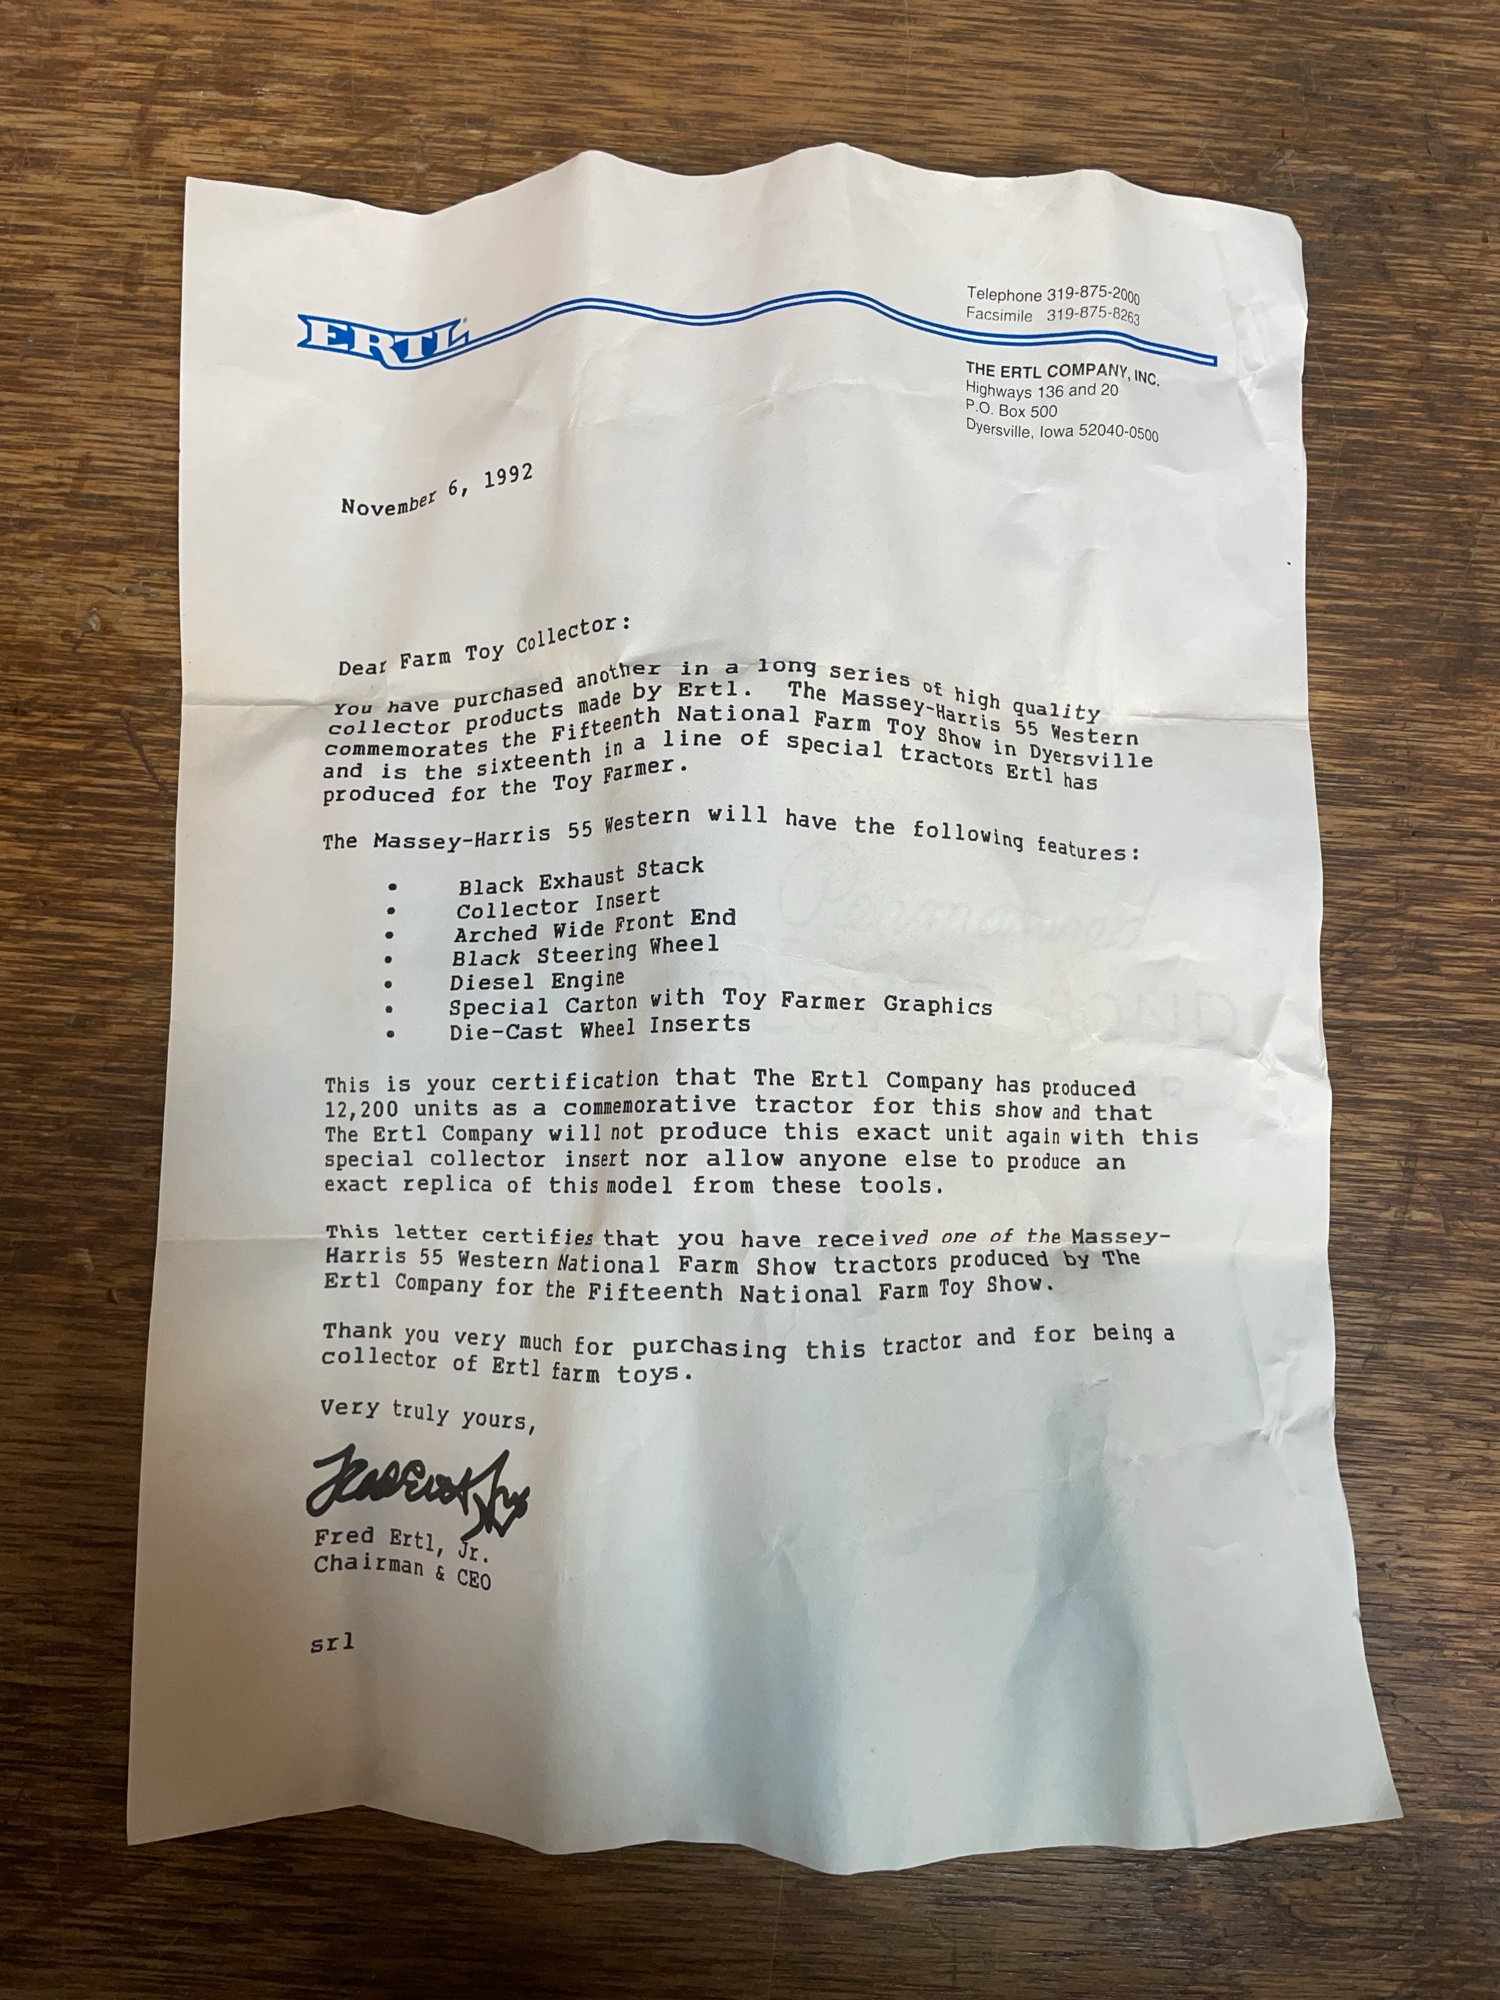 ERTL
Telephone 319-875-2000
Facsimile 319-875-8263
THE ERTL COMPANY, INC.
Highways 136 and 20
P.O. Box 500
Dyersville, Iowa 52040-0500
November 6, 1992
Dear Farm Toy Collector:
You have purchased another in a long series of high quality
collector products made by Ertl. The Massey-Harris 55 Western
commemorates the Fifteenth National Farm Toy Show in Dyersville
and is the sixteenth in a line of special tractors Ertl has
produced for the Toy Farmer.
The Massey-Harris 55 Western will have the following features:
• Black Exhaust Stack
• Collector Insert
• Arched Wide Front End
• Black Steering Wheel
• Diesel Engine
• Special Carton with Toy Farmer Graphics
• Die-Cast Wheel Inserts
This is your certification that The Ertl Company has produced
12,200 units as a commemorative tractor for this show and that
The Ertl Company will not produce this exact unit again with this
special collector insert nor allow anyone else to produce an
exact replica of this model from these tools.
This letter certifies that you have received one of the Massey-
Harris 55 Western National Farm Show tractors produced by The
Ertl Company for the Fifteenth National Farm Toy Show.
Thank you very much for purchasing this tractor and for being a
collector of Ertl farm toys.
Very truly yours,
Fred Ertl, Jr.
Fred Ertl, Jr.
Chairman & CEO
srl